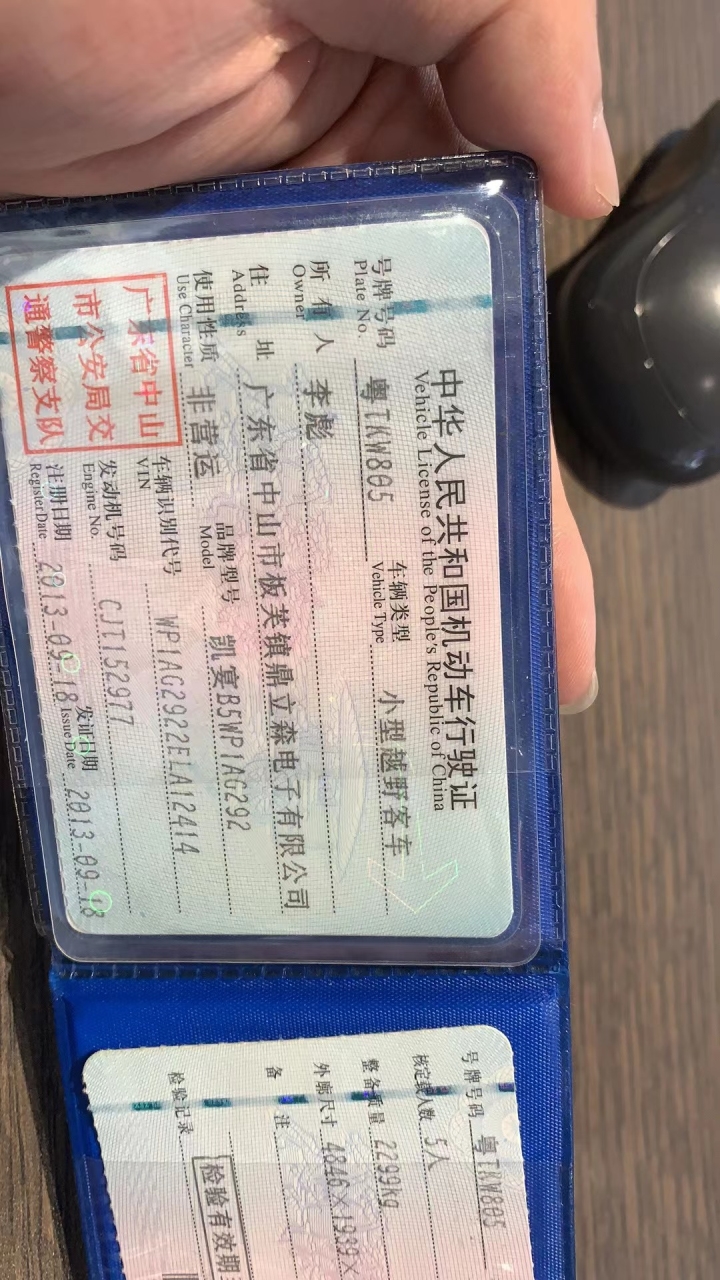 中华人民共和国机动车行驶证
Vehicle License of the People's Republic of China
号牌号码 粤TKW805 车辆类型 小型越野客车
Plate No. Vehicle Type
所有人 李彪
Owner
住址 广东省中山市板芙镇鼎立森电子有限公司
Address
使用性质 非营运 品牌型号 凯宴B5WP1AG292
Use Character Model
广东省中山
市公安局交
通警察支队
车辆识别代号 WP1AG2922ELA12414
VIN
发动机号码 CJT152977
Engine No.
注册日期 2013-09-18 发证日期 2013-09-18
Register Date Issue Date
号牌号码 粤TKW805
核定载人数 5人
整备质量 2299kg
外廓尺寸 4846×1939×
备注
检验记录
检验有效期